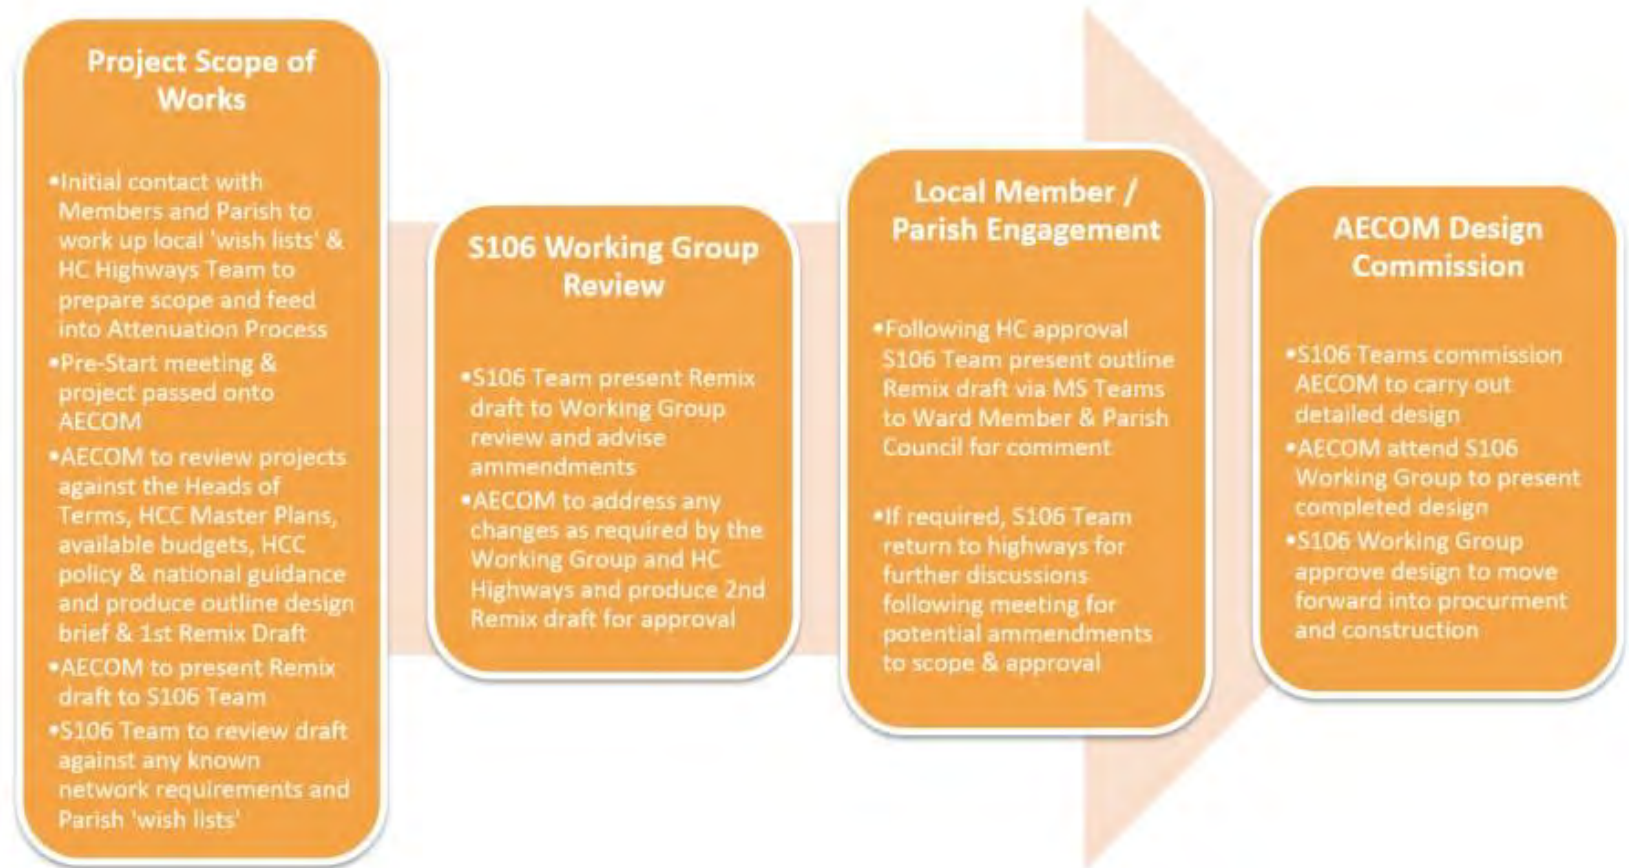 Project Scope of
Works
•Initial contact with
Members and Parish to
work up local 'wish lists' &
HC Highways Team to
prepare scope and feed
into Attenuation Process
•Pre-Start meeting &
project passed onto
AECOM
•AECOM to review projects
against the Heads of
Terms, HCC Master Plans,
available budgets, HCC
policy & national guidance
and produce outline design
brief & 1st Remix Draft
•AECOM to present Remix
draft to S106 Team
•S106 Team to review draft
against any known
network requirements and
Parish 'wish lists'
S106 Working Group
Review
•S106 Team present Remix
draft to Working Group
review and advise
ammendments
•AECOM to address any
changes as required by the
Working Group and HC
Highways and produce 2nd
Remix draft for approval
Local Member /
Parish Engagement
•Following HC approval
S106 Team present outline
Remix draft via MS Teams
to Ward Member & Parish
Council for comment
•If required, S106 Team
return to highways for
further discussions
following meeting for
potential ammendments
to scope & approval
AECOM Design
Commission
•S106 Teams commission
AECOM to carry out
detailed design
•AECOM attend S106
Working Group to present
completed design
•S106 Working Group
approve design to move
forward into procurment
and construction